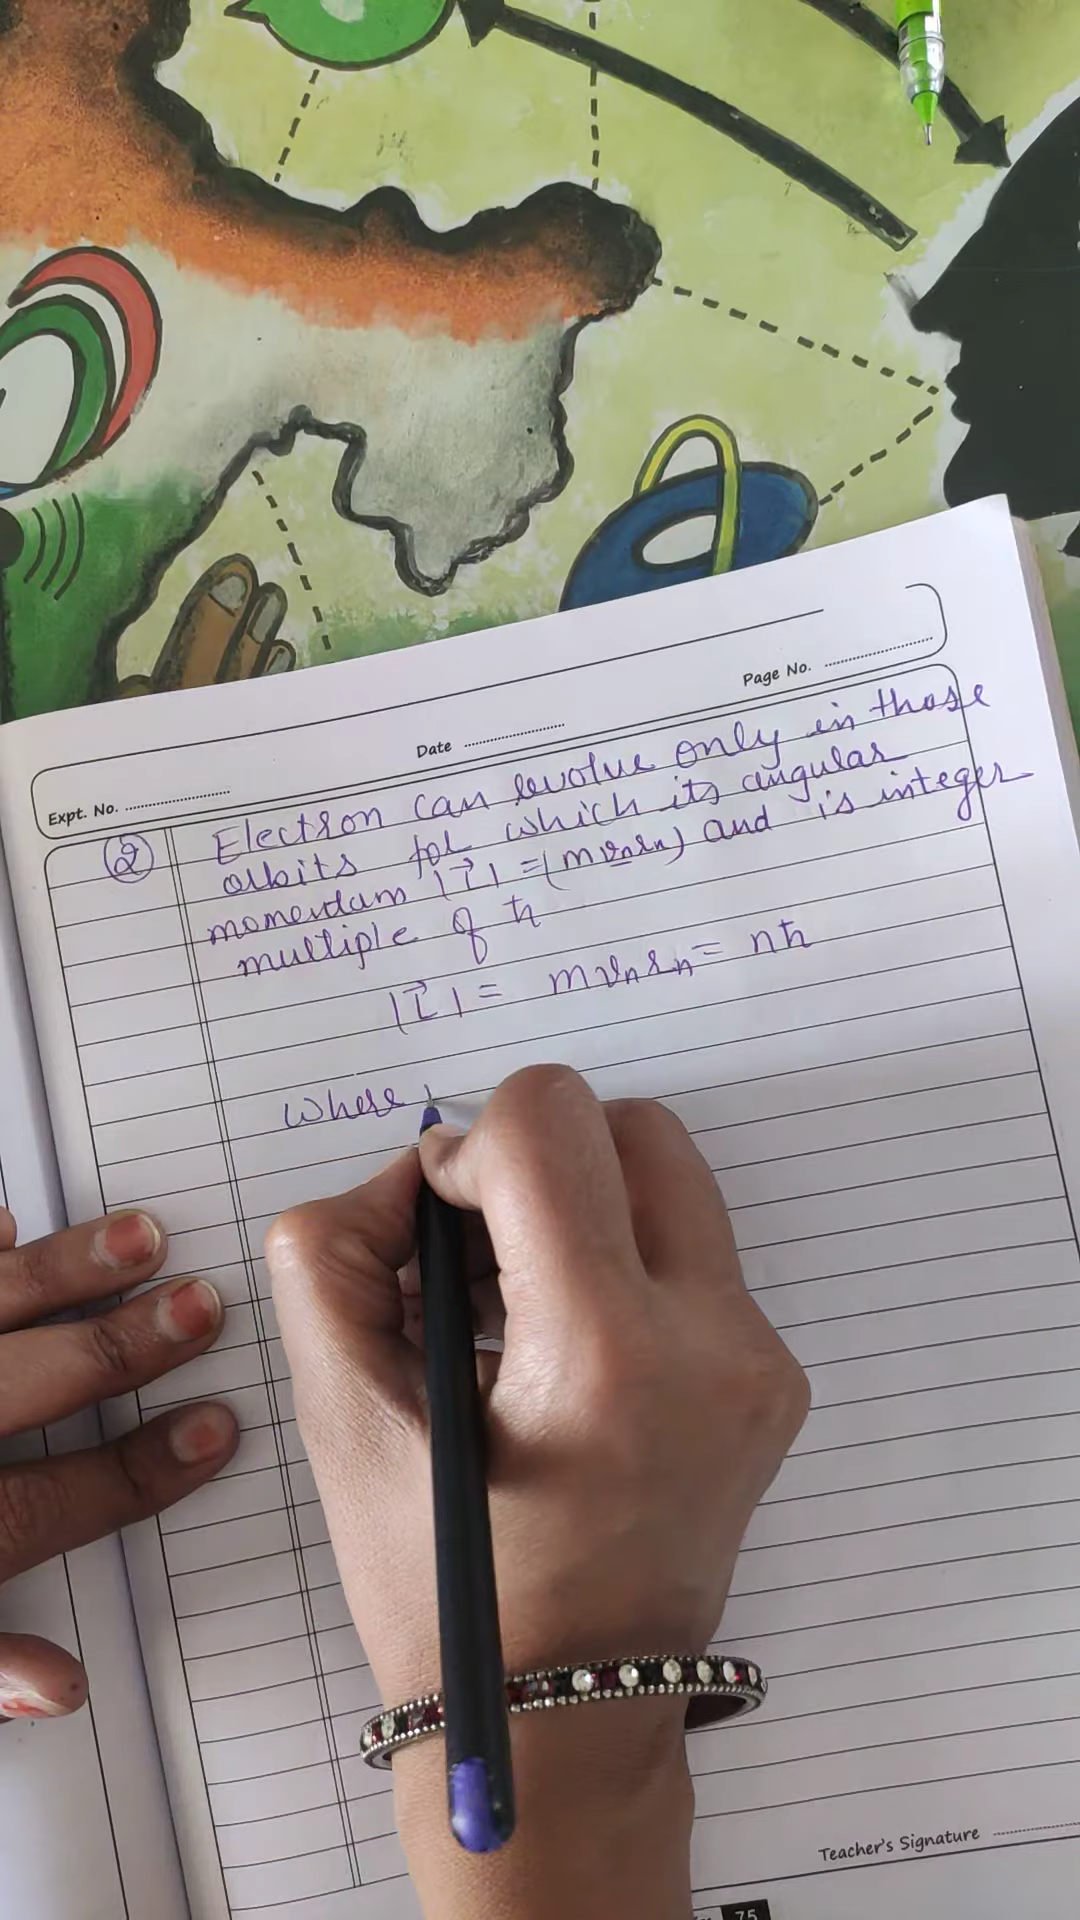 Page No. ..............
Date ..............
Expt. No. ..............
② Electron can revolve only in those
orbits for which its angular
momentum |L⃗| = (mvₙrₙ) and is integer
multiple of ħ
|L⃗| = mvₙrₙ = nħ
where
Teacher's Signature ..............
75